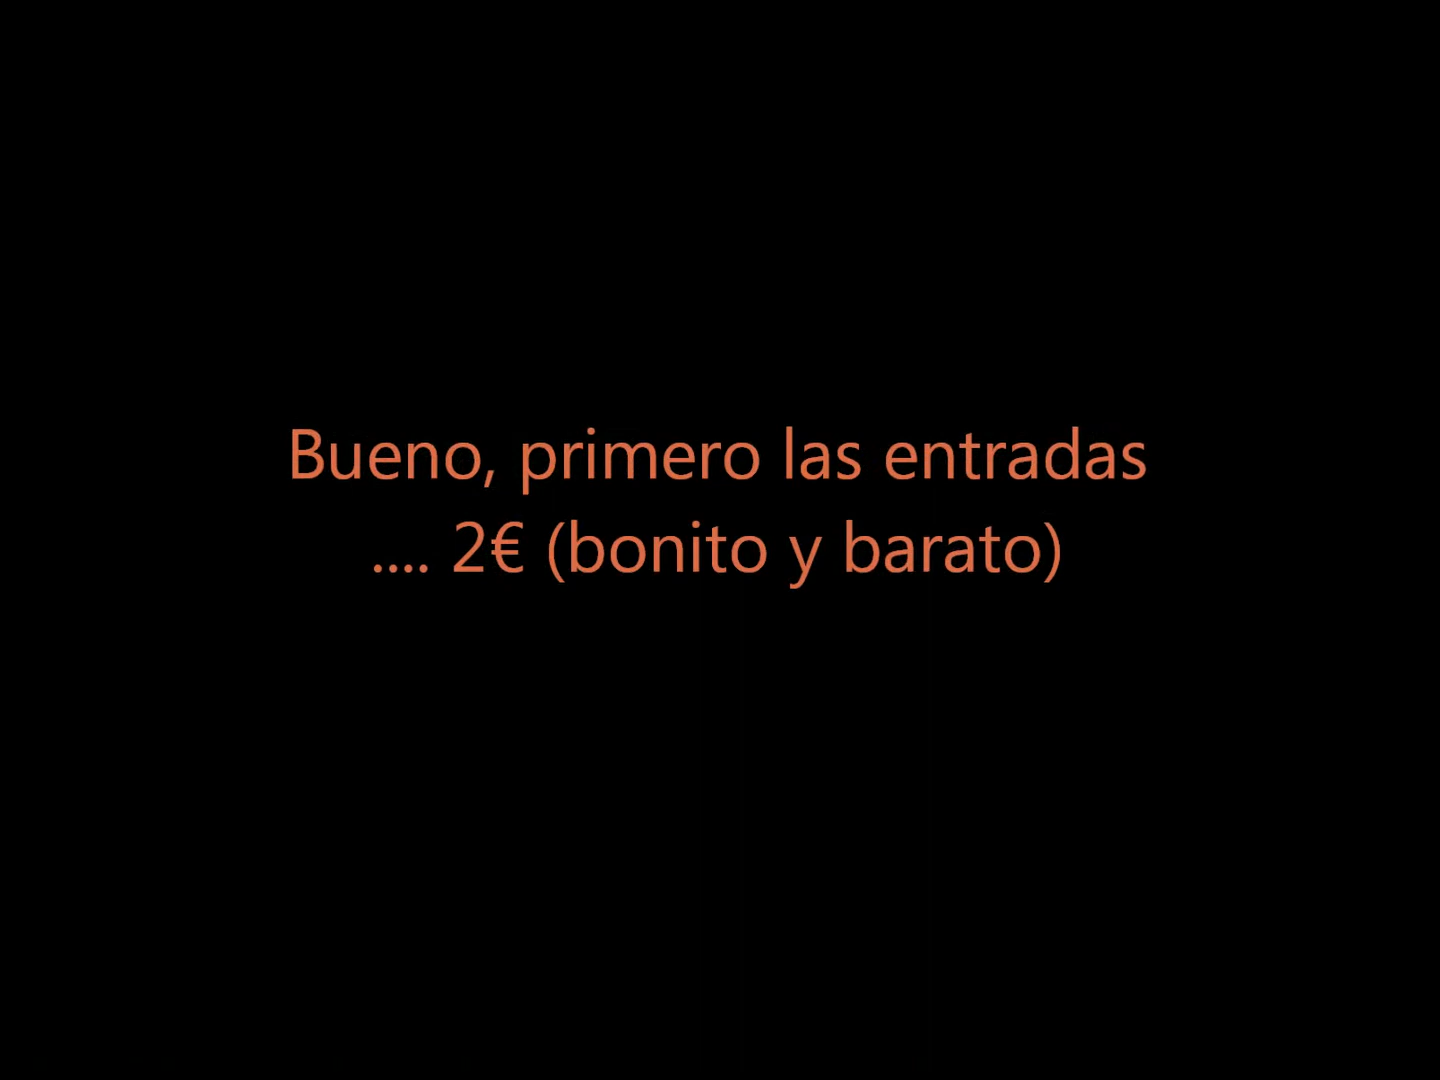 Bueno, primero las entradas
.... 2€ (bonito y barato)